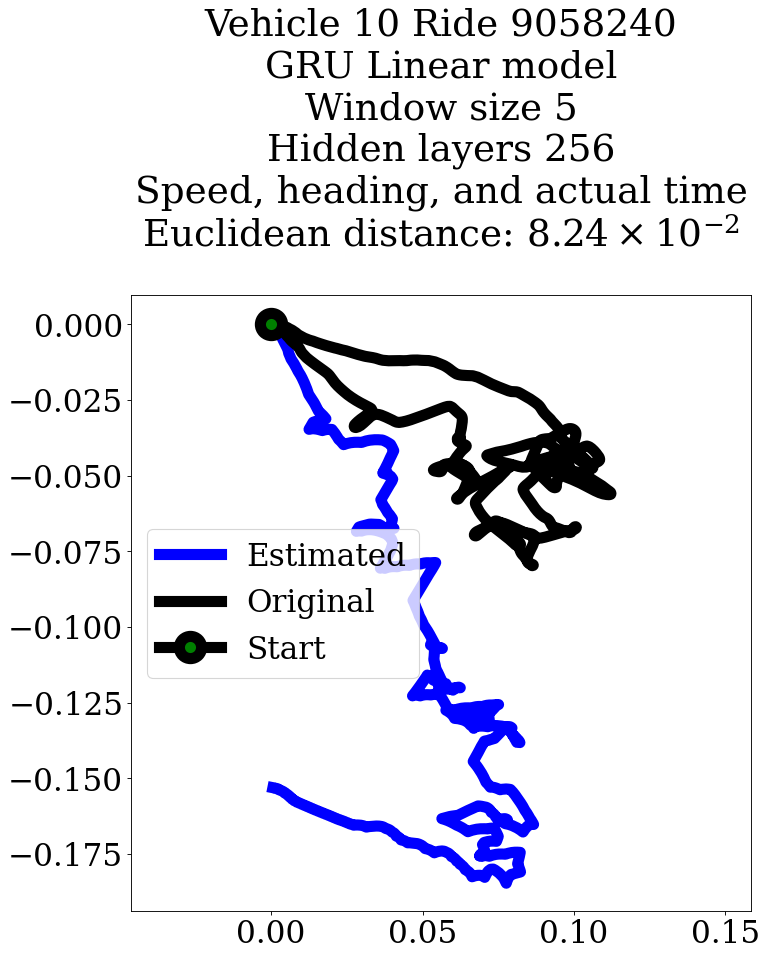 Vehicle 10 Ride 9058240
GRU Linear model
Window size 5
Hidden layers 256
Speed, heading, and actual time
Euclidean distance: 8.24 × 10⁻²
0.000
−0.025
−0.050
−0.075
−0.100
−0.125
−0.150
−0.175
Estimated
Original
Start
0.00 0.05 0.10 0.15